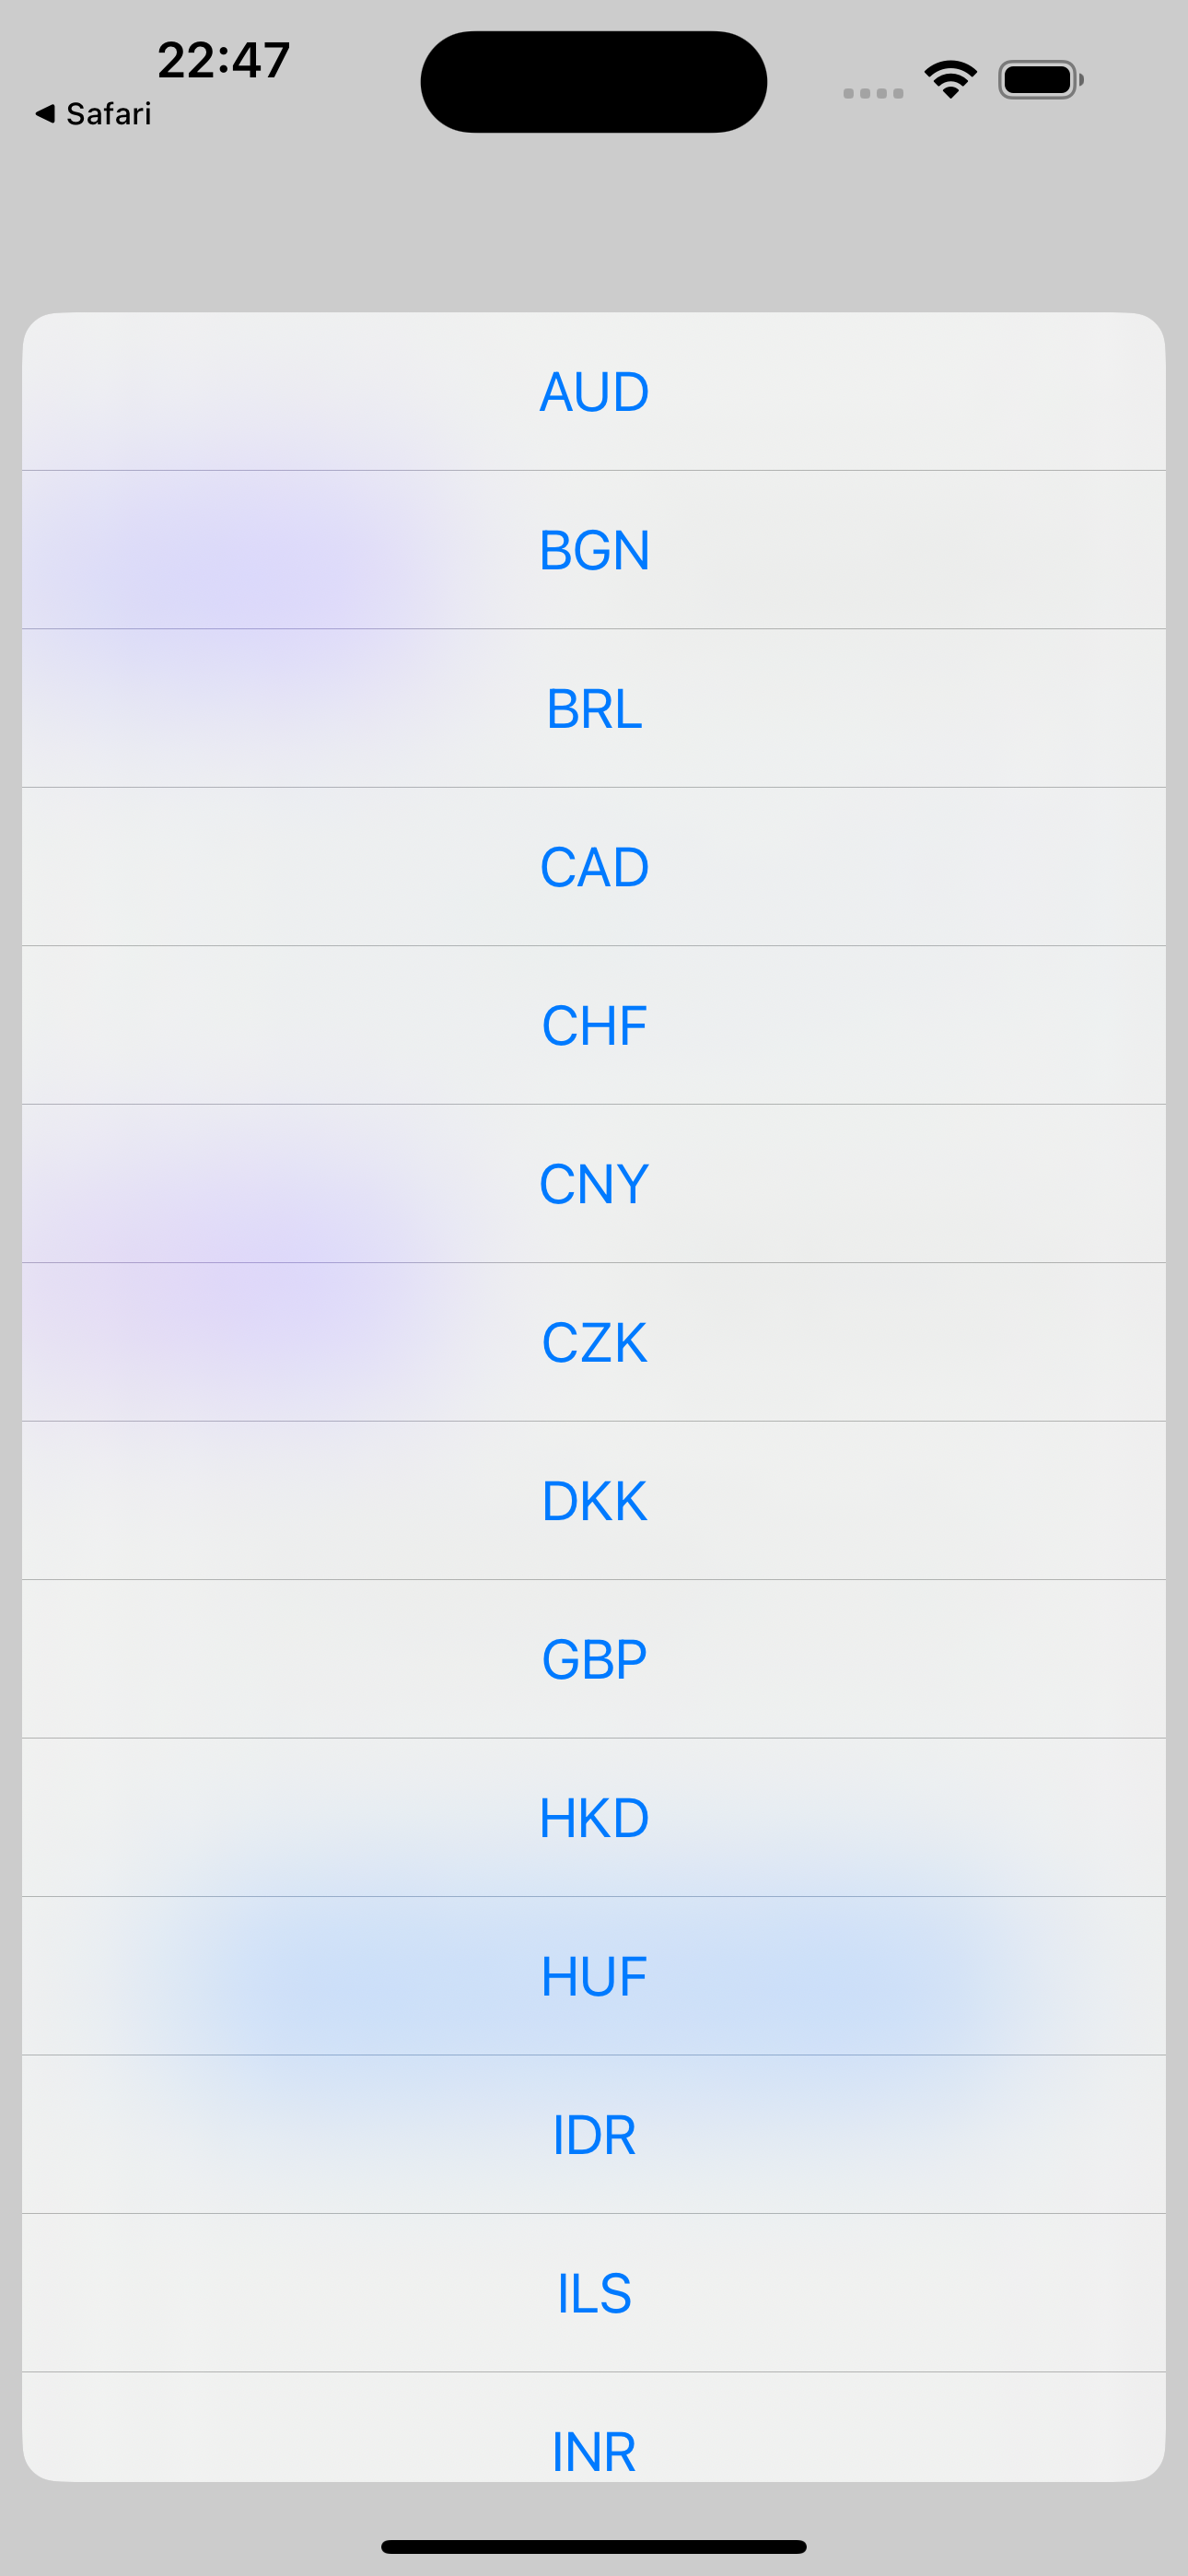 22:47
Safari
AUD
BGN
BRL
CAD
CHF
CNY
CZK
DKK
GBP
HKD
HUF
IDR
ILS
INR